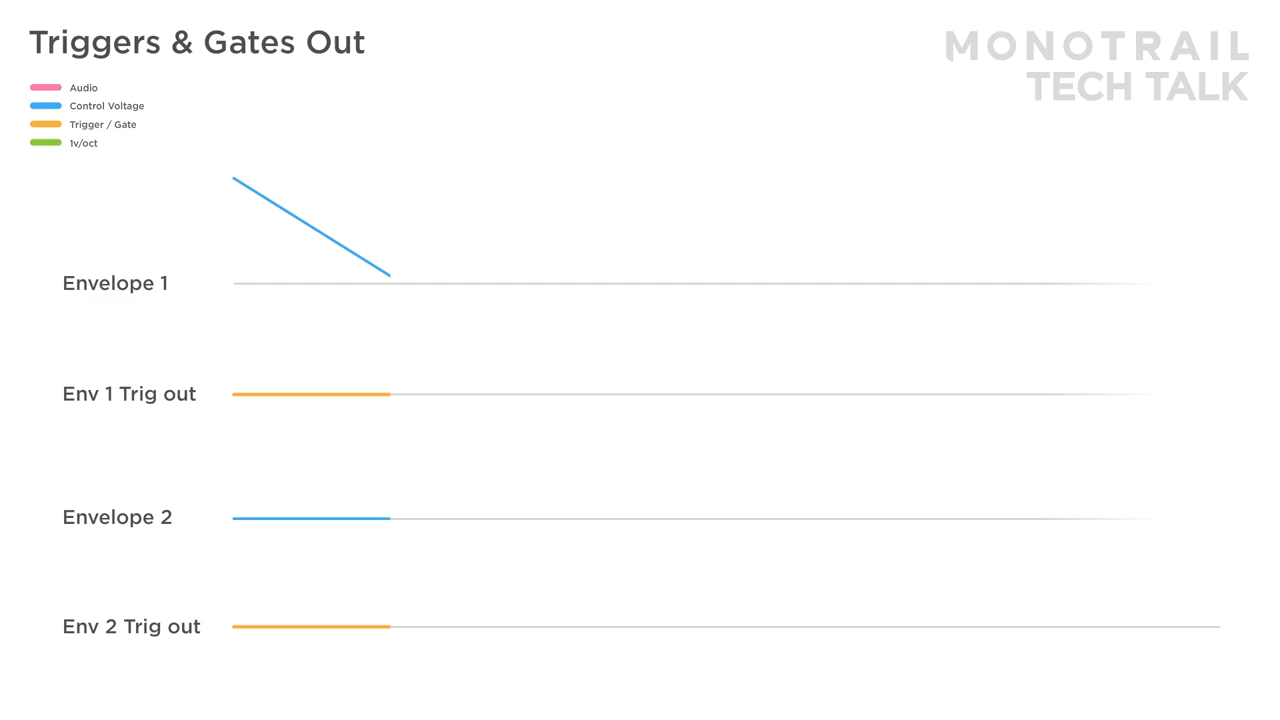 Triggers & Gates Out
MONOTRAIL
TECH TALK
Audio
Control Voltage
Trigger / Gate
1v/oct
Envelope 1
Env 1 Trig out
Envelope 2
Env 2 Trig out